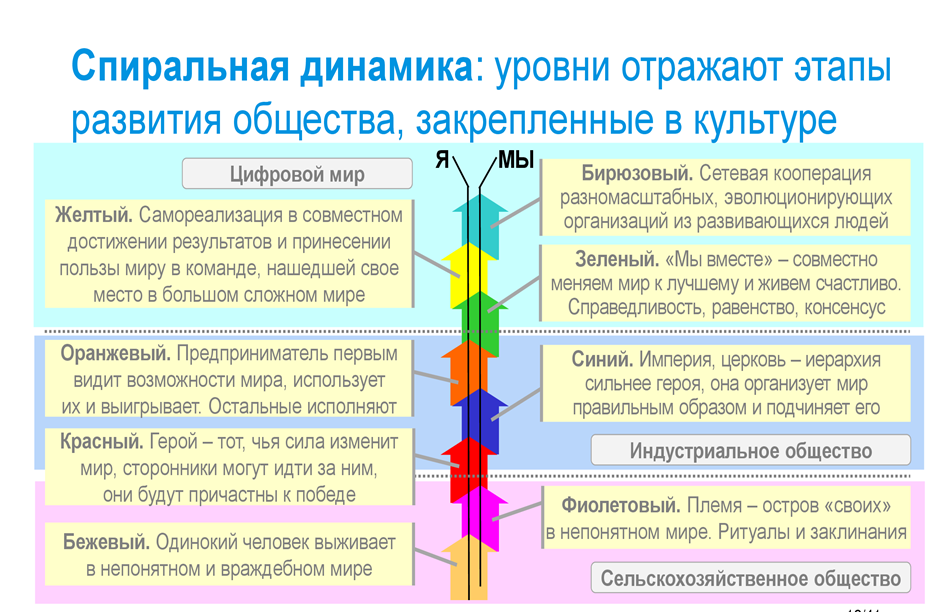 Спиральная динамика: уровни отражают этапы
развития общества, закрепленные в культуре
Я
МЫ
Цифровой мир
Бирюзовый. Сетевая кооперация
разномасштабных, эволюционирующих
организаций из развивающихся людей
Желтый. Самореализация в совместном
достижении результатов и принесении
пользы миру в команде, нашедшей свое
место в большом сложном мире
Зеленый. «Мы вместе» – совместно
меняем мир к лучшему и живем счастливо.
Справедливость, равенство, консенсус
Оранжевый. Предприниматель первым
видит возможности мира, использует
их и выигрывает. Остальные исполняют
Синий. Империя, церковь – иерархия
сильнее героя, она организует мир
правильным образом и подчиняет его
Красный. Герой – тот, чья сила изменит
мир, сторонники могут идти за ним,
они будут причастны к победе
Индустриальное общество
Фиолетовый. Племя – остров «своих»
в непонятном мире. Ритуалы и заклинания
Бежевый. Одинокий человек выживает
в непонятном и враждебном мире
Сельскохозяйственное общество